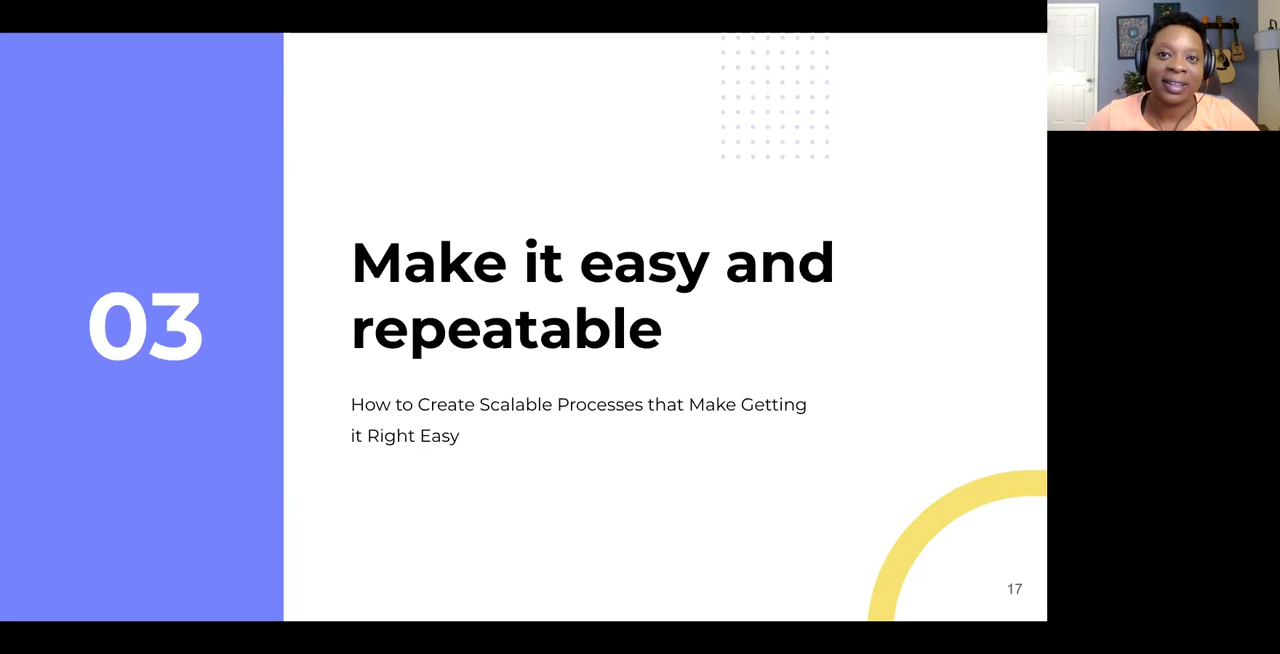 03
Make it easy and
repeatable
How to Create Scalable Processes that Make Getting
it Right Easy
17